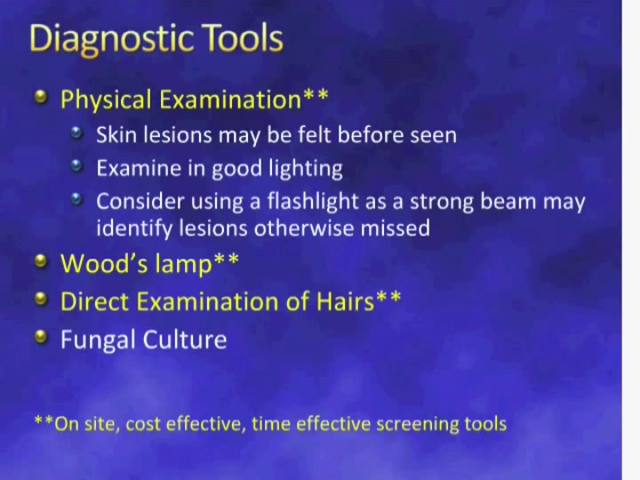 Diagnostic Tools
Physical Examination**
Skin lesions may be felt before seen
Examine in good lighting
Consider using a flashlight as a strong beam may
identify lesions otherwise missed
Wood’s lamp**
Direct Examination of Hairs**
Fungal Culture
**On site, cost effective, time effective screening tools